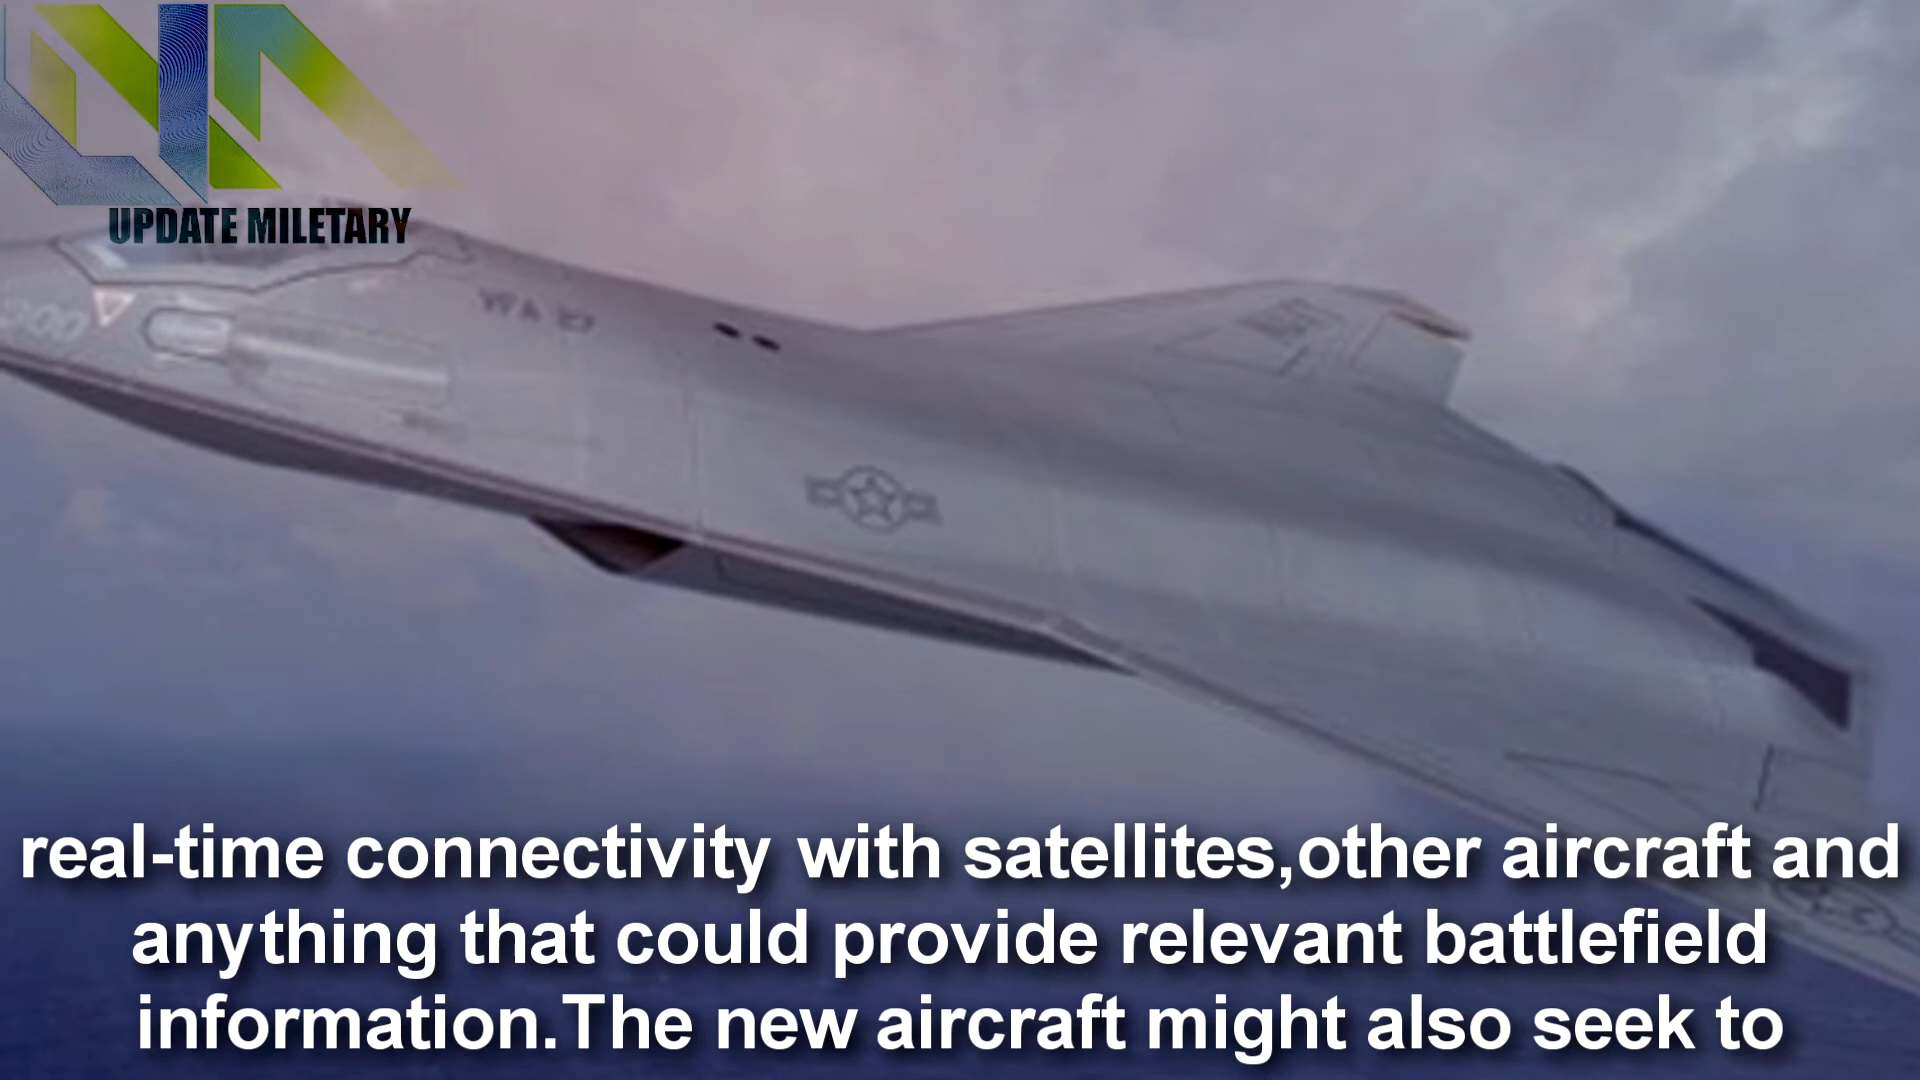 UPDATE MILETARY
300
real-time connectivity with satellites,other aircraft and
anything that could provide relevant battlefield
information.The new aircraft might also seek to